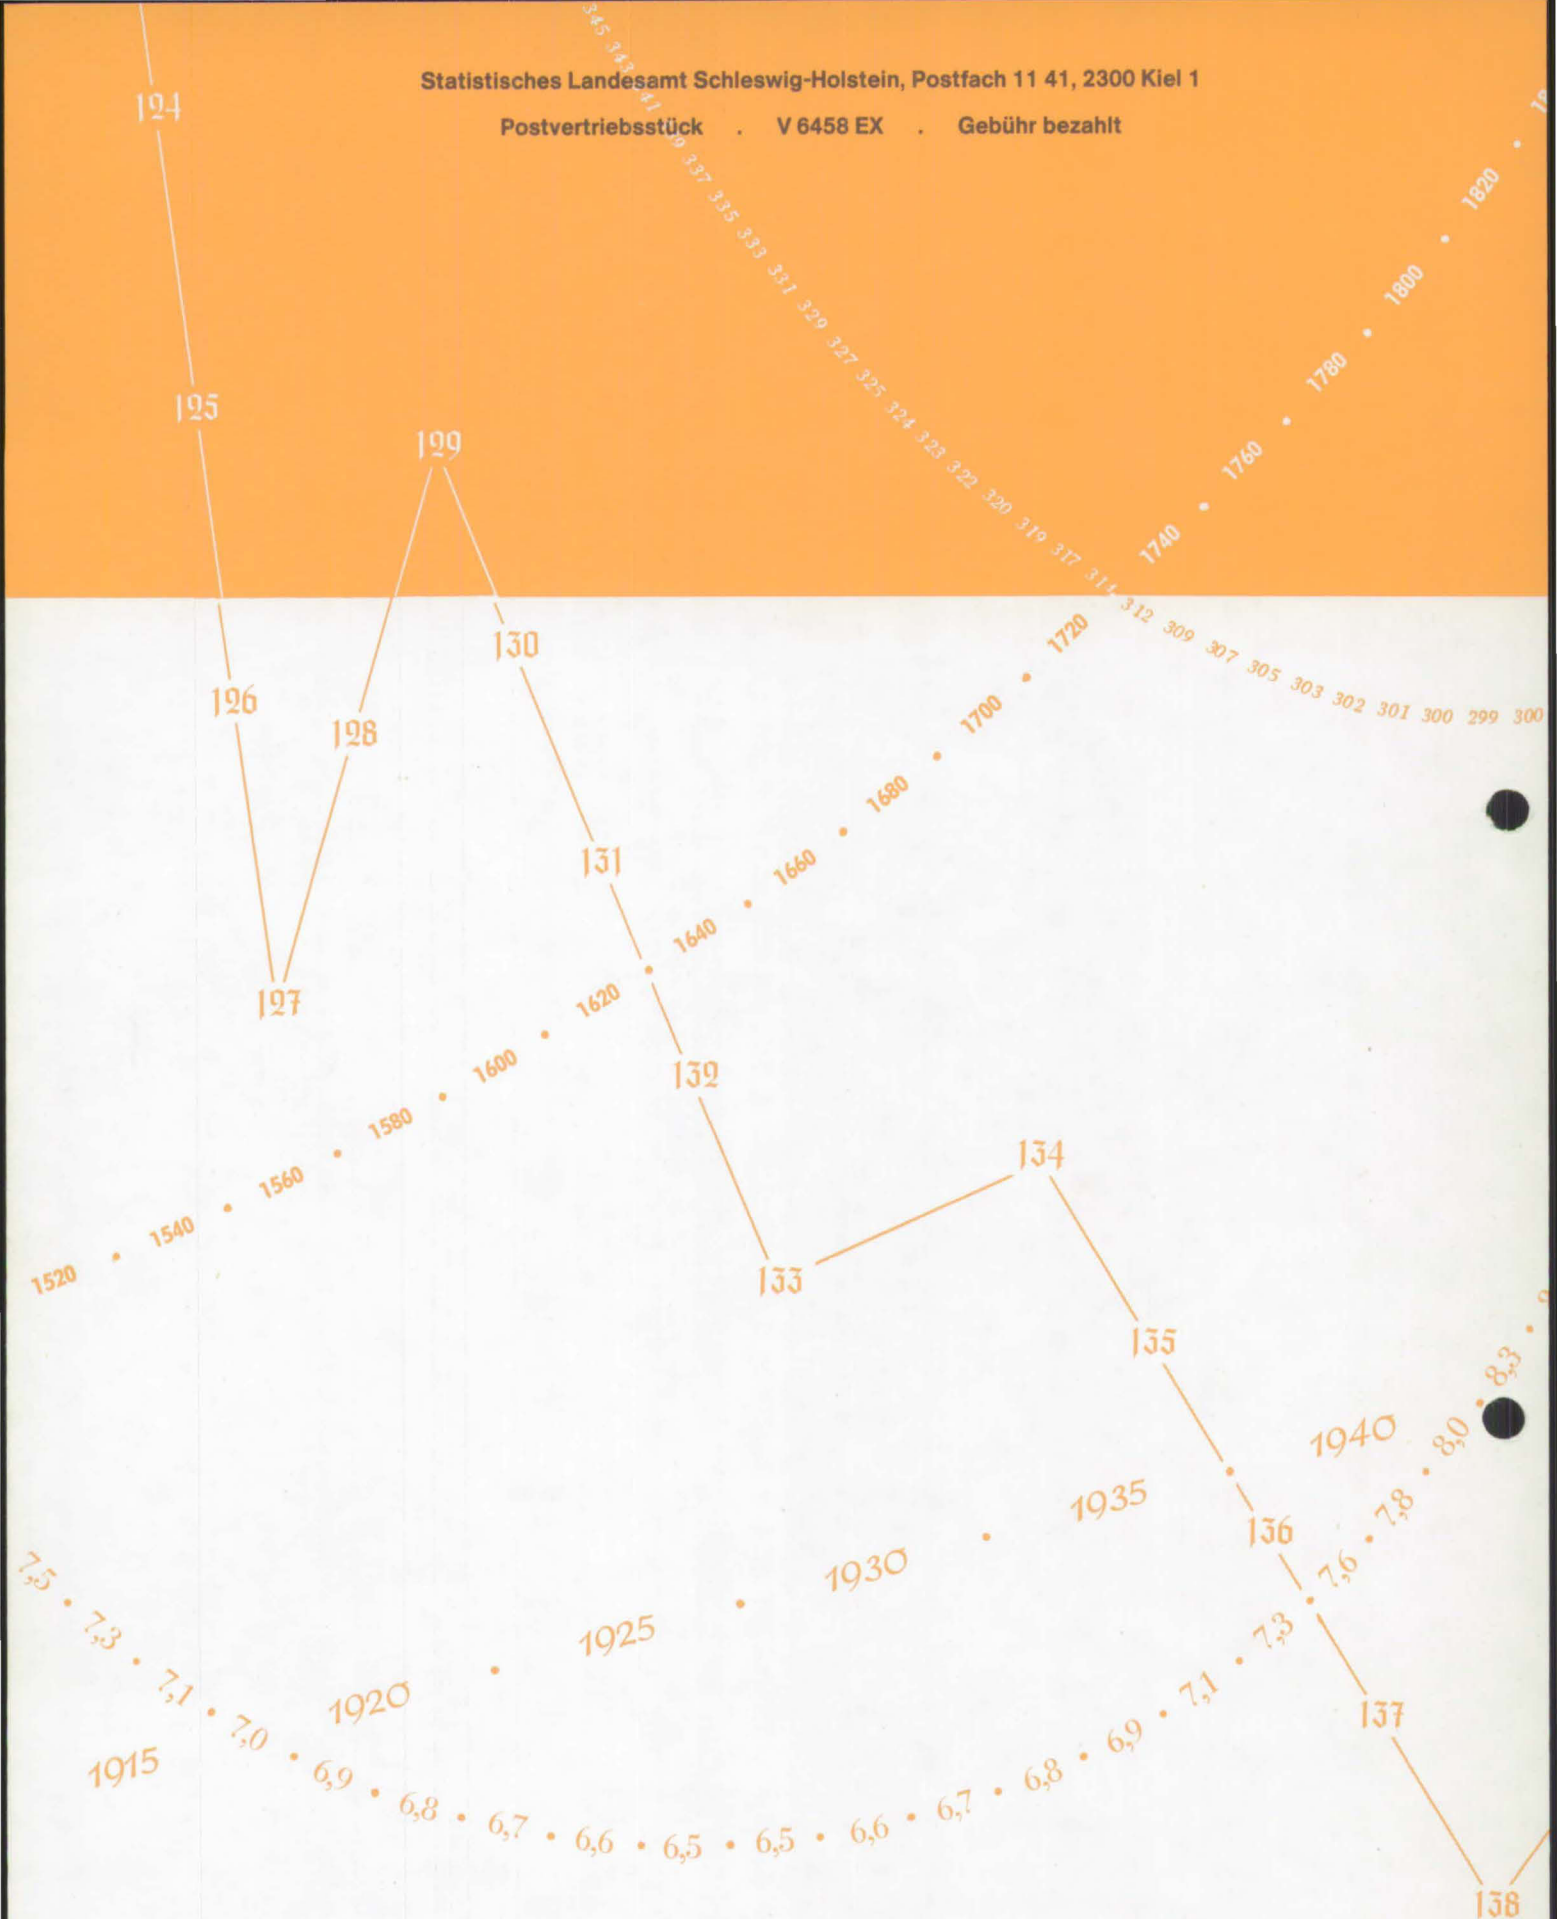 Statistisches Landesamt Schleswig-Holstein, Postfach 11 41, 2300 Kiel 1
Postvertriebsstück . V 6458 EX . Gebühr bezahlt
345 343 341 339 337 335 333 331 329 327 325 324 323 322 320 319 317 314 312 309 307 305 303 302 301 300 299 300
124
125
126
127
128
129
130
131
132
133
134
135
136
137
138
1520 • 1540 • 1560 • 1580 • 1600 • 1620 • 1640 • 1660 • 1680 • 1700 • 1720 1740 • 1760 • 1780 • 1800 • 1820 •
1915 1920 • 1925 • 1930 • 1935 • 1940
7,5 • 7,3 • 7,1 • 7,0 • 6,9 • 6,8 • 6,7 • 6,6 • 6,5 • 6,5 • 6,6 • 6,7 • 6,8 • 6,9 • 7,1 • 7,3 • 7,6 • 7,8 • 8,0 • 8,3 •